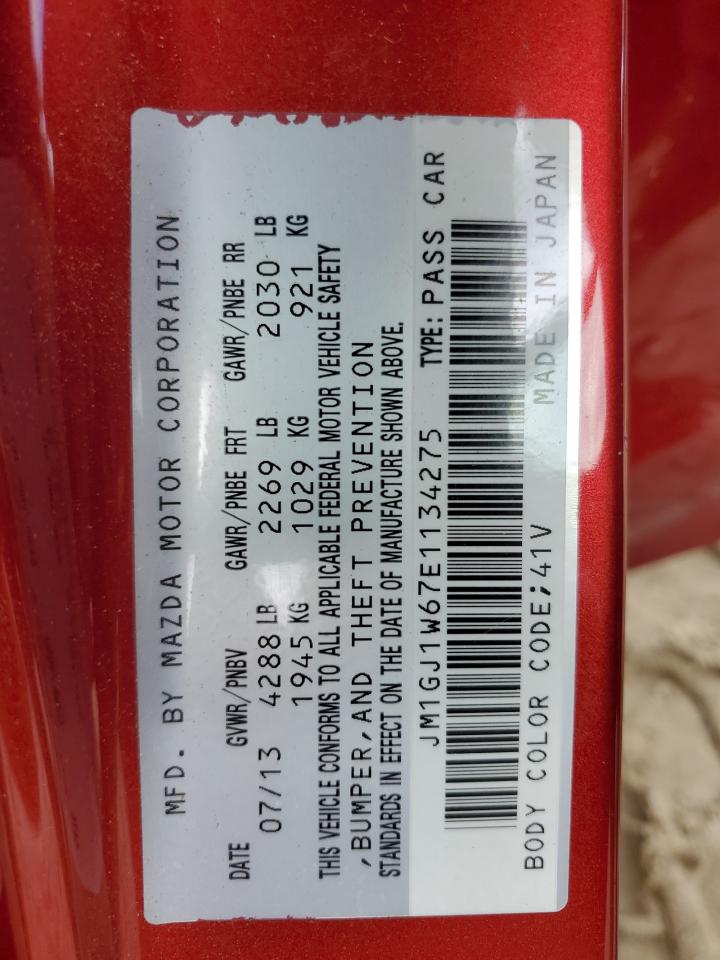 MFD. BY MAZDA MOTOR CORPORATION
DATE GVWR/PNBV GAWR/PNBE FRT GAWR/PNBE RR
07/13 4288 LB 2269 LB 2030 LB
1945 KG 1029 KG 921 KG
THIS VEHICLE CONFORMS TO ALL APPLICABLE FEDERAL MOTOR VEHICLE SAFETY
,BUMPER,AND THEFT PREVENTION
STANDARDS IN EFFECT ON THE DATE OF MANUFACTURE SHOWN ABOVE.
JM1GJ1W67E1134275 TYPE: PASS CAR
BODY COLOR CODE;41V MADE IN JAPAN